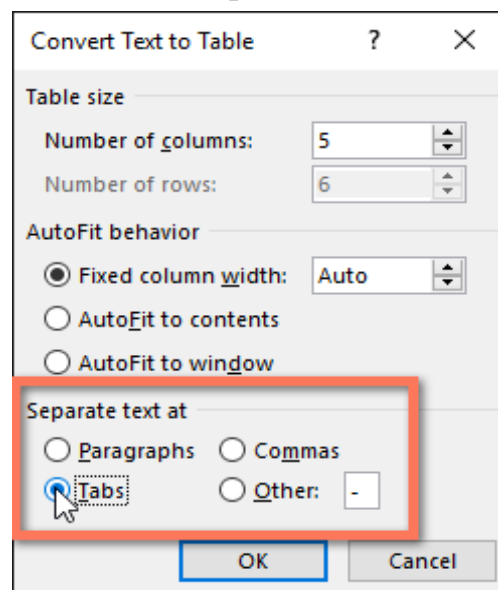 Convert Text to Table ? ×
Table size
Number of columns: 5
Number of rows: 6
AutoFit behavior
Fixed column width: Auto
AutoFit to contents
AutoFit to window
Separate text at
Paragraphs Commas
Tabs Other: -
OK Cancel